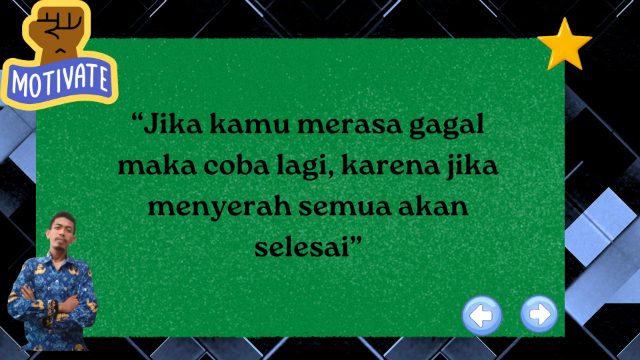 MOTIVATE
“Jika kamu merasa gagal
maka coba lagi, karena jika
menyerah semua akan
selesai”